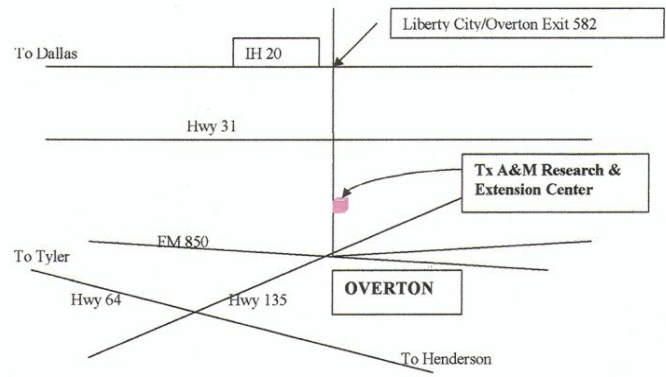 Liberty City/Overton Exit 582
To Dallas
IH 20
Hwy 31
Tx A&M Research &
Extension Center
FM 850
To Tyler
OVERTON
Hwy 64
Hwy 135
To Henderson